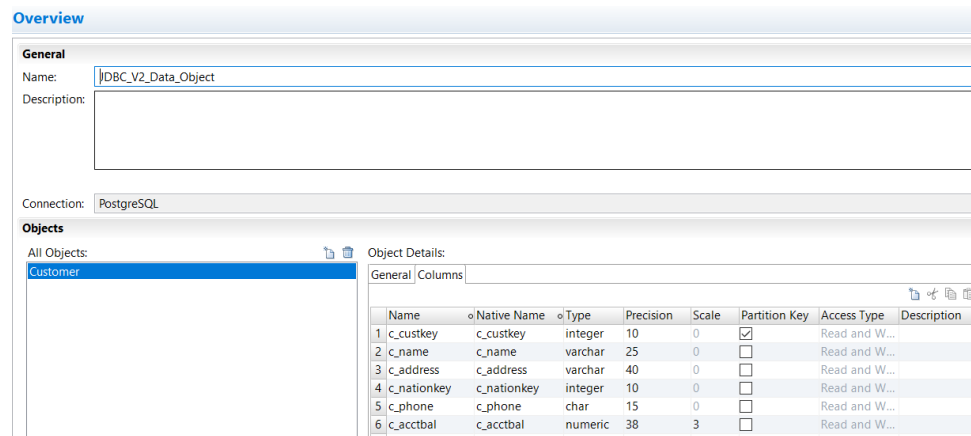 Overview
General
Name: JDBC_V2_Data_Object
Description:
Connection: PostgreSQL
Objects
All Objects:
Customer
Object Details:
General Columns
Name Native Name Type Precision Scale Partition Key Access Type Description
1 c_custkey c_custkey integer 10 0 Read and W...
2 c_name c_name varchar 25 0 Read and W...
3 c_address c_address varchar 40 0 Read and W...
4 c_nationkey c_nationkey integer 10 0 Read and W...
5 c_phone c_phone char 15 0 Read and W...
6 c_acctbal c_acctbal numeric 38 3 Read and W...